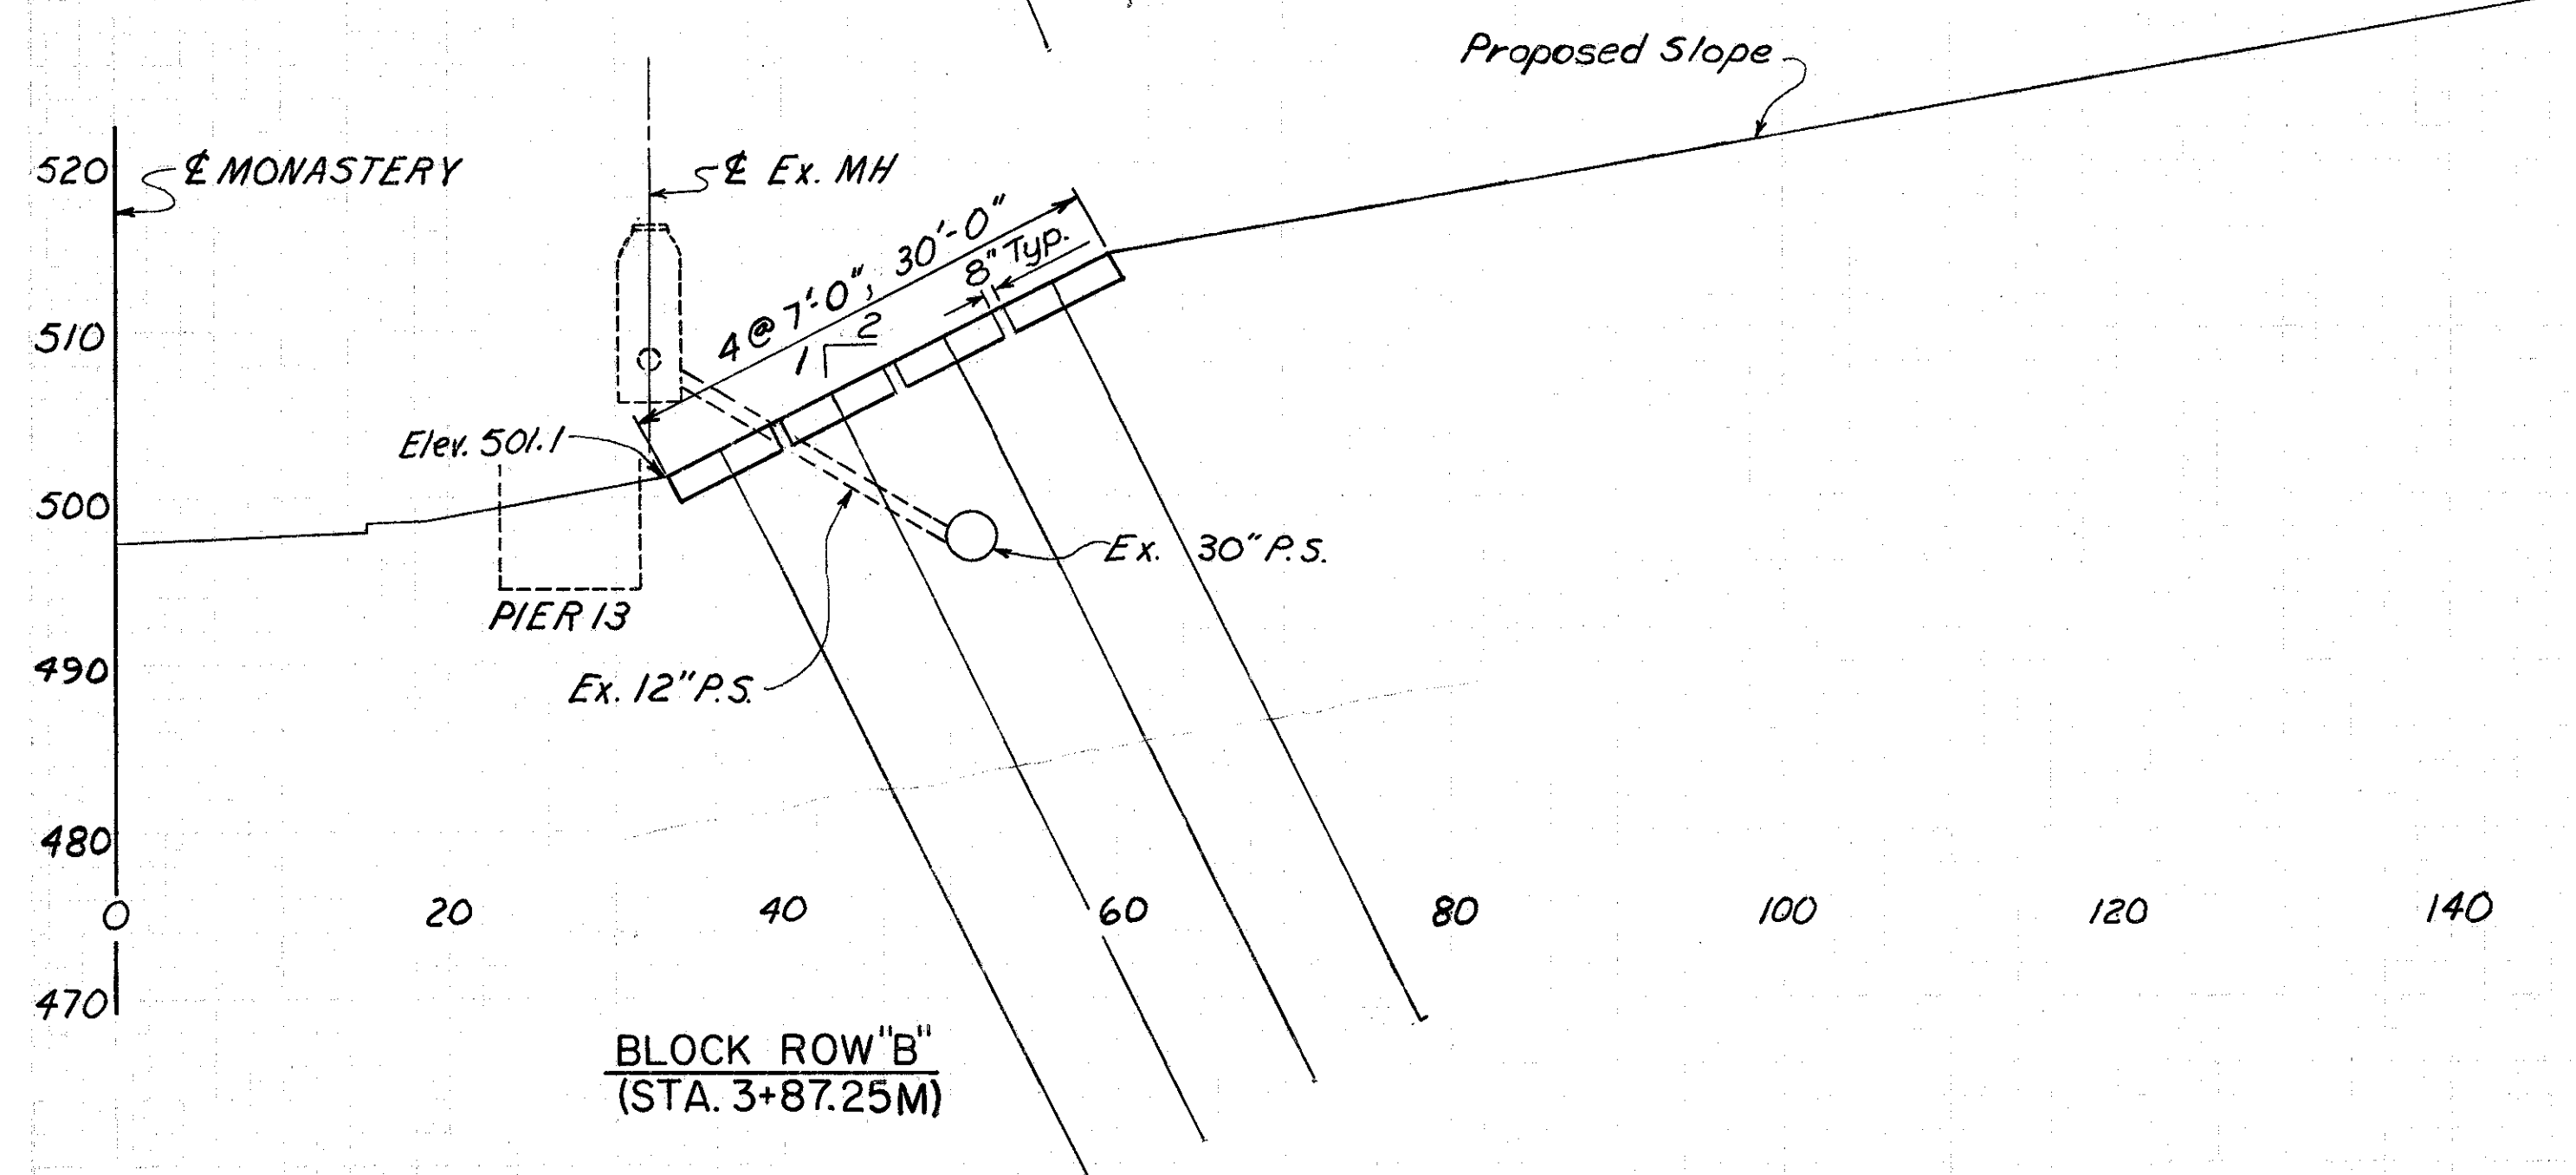 Proposed Slope
520
℄ MONASTERY
℄ Ex. MH
4 @ 7'-0", 30'-0"
8" Typ.
1 2
510
Elev. 501.1
500
Ex. 30" P.S.
PIER 13
490
Ex. 12" P.S.
480
0 20 40 60 80 100 120 140
470
BLOCK ROW "B"
(STA. 3+87.25M)